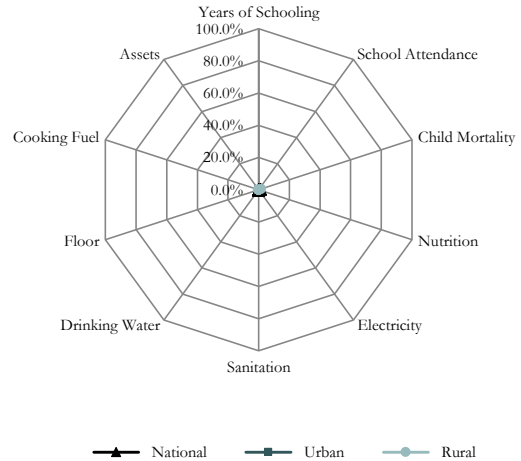 Years of Schooling
100.0%
Assets
School Attendance
80.0%
60.0%
40.0%
Cooking Fuel
Child Mortality
20.0%
0.0%
Floor
Nutrition
Drinking Water
Electricity
Sanitation
National Urban Rural